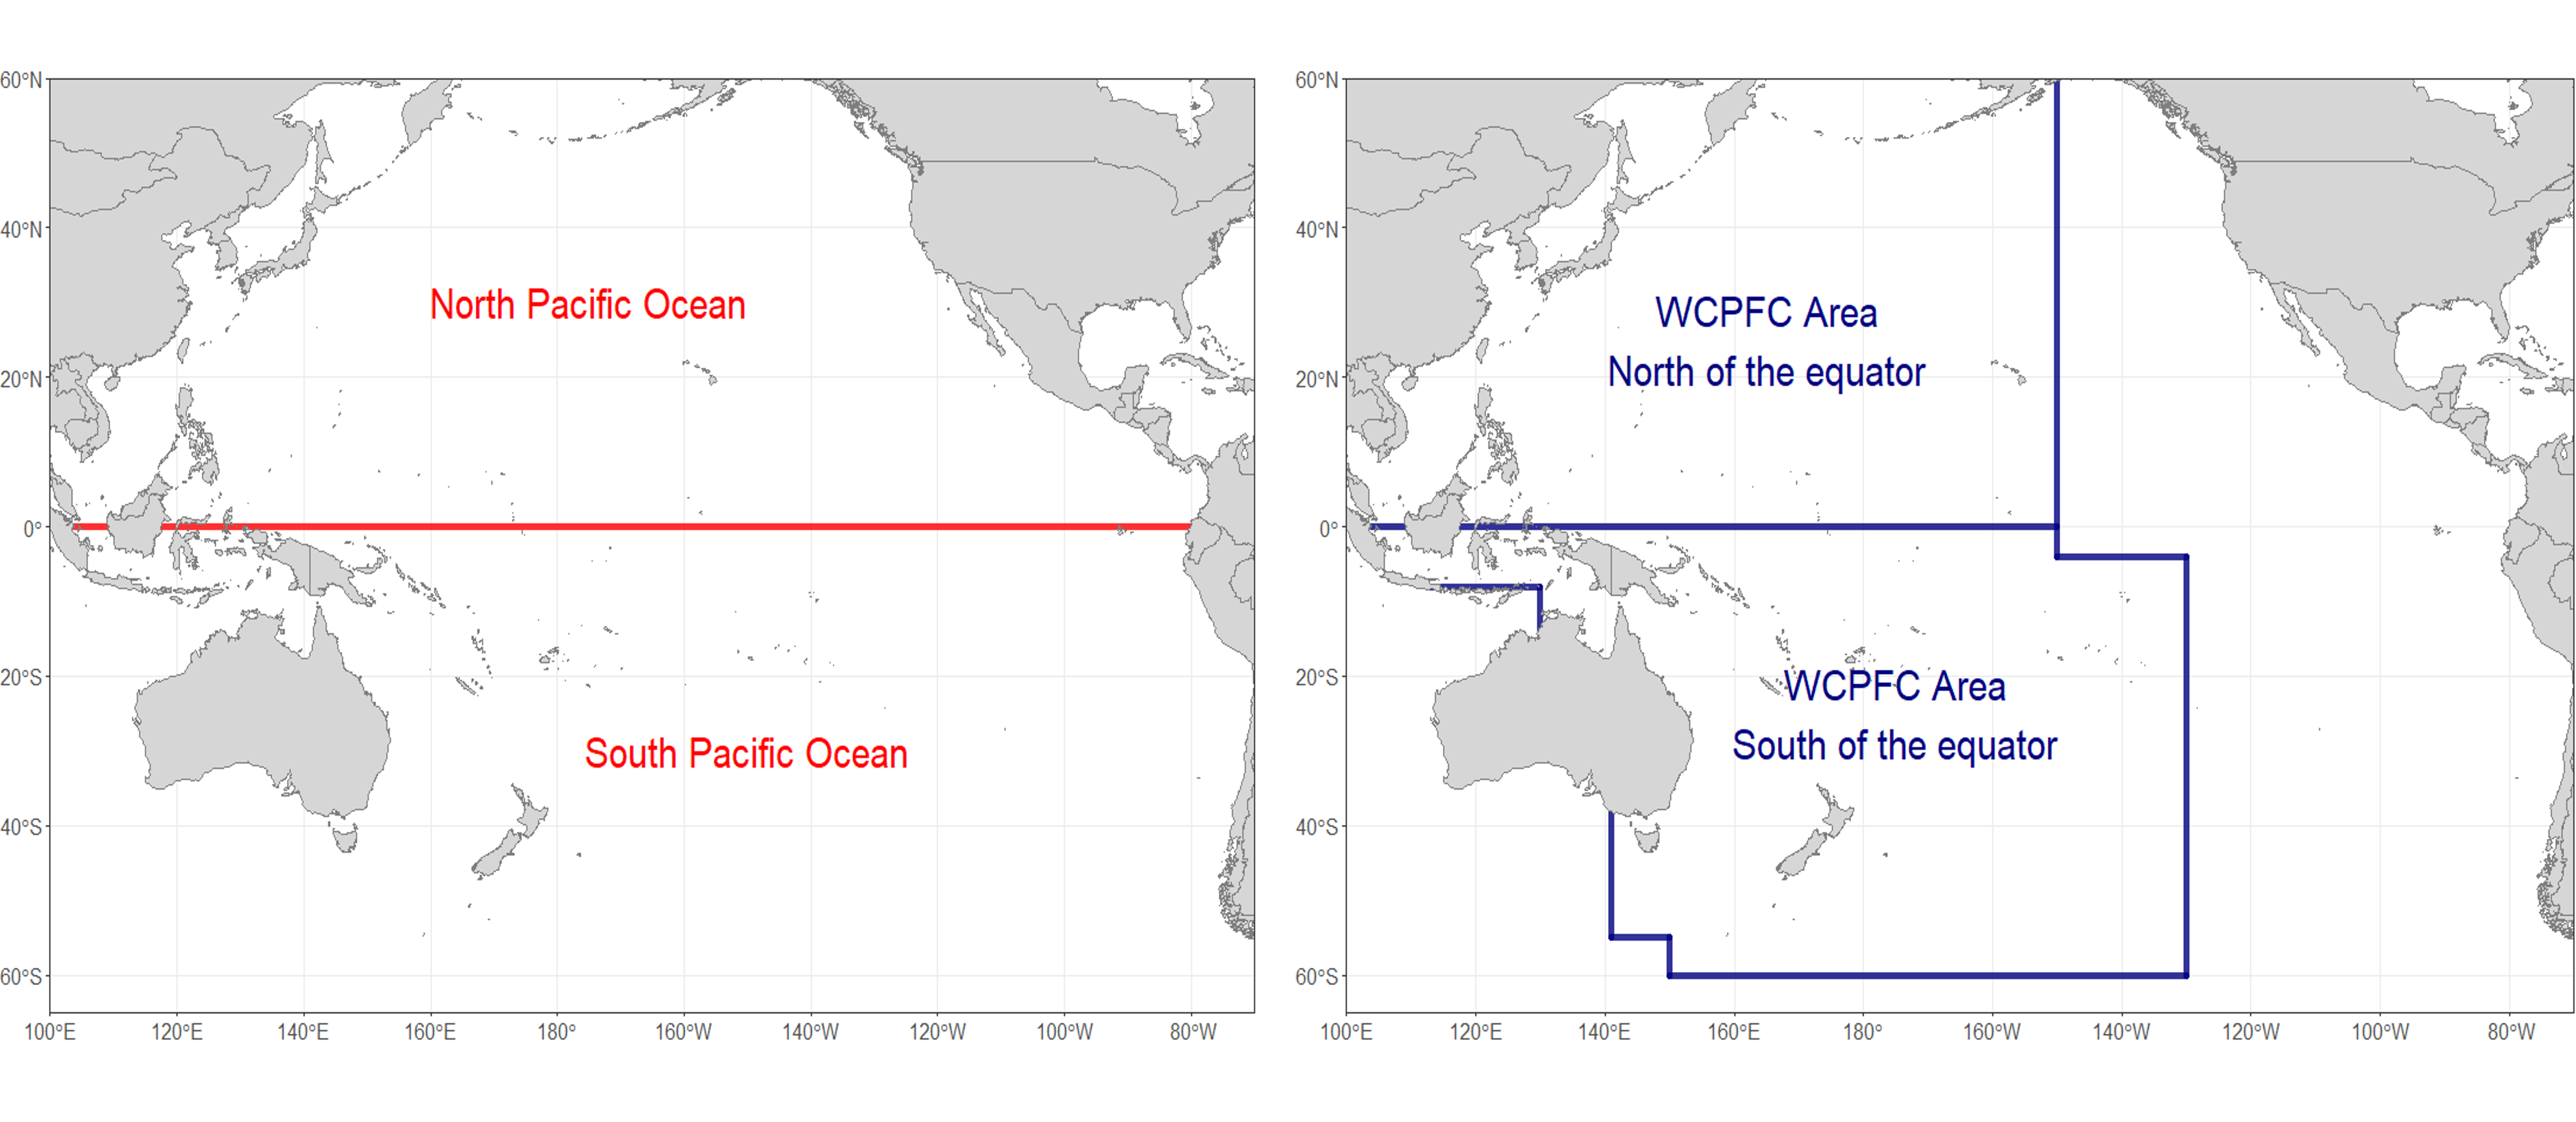 60°N
40°N
20°N
0°
20°S
40°S
60°S
100°E 120°E 140°E 160°E 180° 160°W 140°W 120°W 100°W 80°W
North Pacific Ocean
South Pacific Ocean
60°N
40°N
20°N
0°
20°S
40°S
60°S
100°E 120°E 140°E 160°E 180° 160°W 140°W 120°W 100°W 80°W
WCPFC Area
North of the equator
WCPFC Area
South of the equator